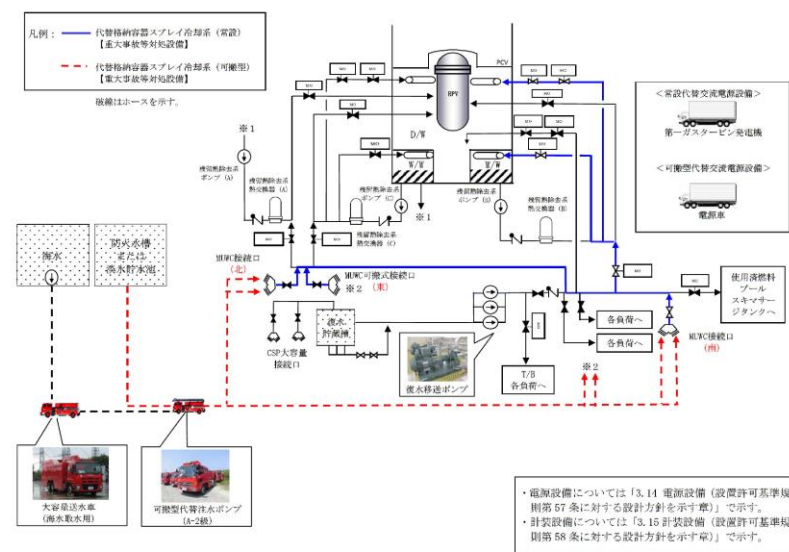 凡例：
代替格納容器スプレイ冷却系（常設）
【重大事故等対処設備】
代替格納容器スプレイ冷却系（可搬型）
【重大事故等対処設備】
破線はホースを示す。
PCV
RPV
D/W
W/W
W/W
※1
残留熱除去系
ポンプ（A）
残留熱除去系
熱交換器（A）
残留熱除去系
ポンプ（C）
残留熱除去系
熱交換器（C）
※1
残留熱除去系
ポンプ（B）
残留熱除去系
熱交換器（B）
＜常設代替交流電源設備＞
第一ガスタービン発電機
＜可搬型代替交流電源設備＞
電源車
海水
防火水槽
または
淡水貯水池
MUWC接続口
（北）
MUWC可搬式接続口
※2
（東）
復水
貯蔵槽
CSP大容量
接続口
復水移送ポンプ
T/B
各負荷へ
各負荷へ
各負荷へ
※2
使用済燃料
プール
スキマサー
ジタンクへ
MUWC接続口
（南）
大容量送水車
（海水取水用）
可搬型代替注水ポンプ
（A-2級）
・電源設備については「3.14 電源設備（設置許可基準規
則第57条に対する設計方針を示す章）」で示す。
・計装設備については「3.15 計装設備（設置許可基準規
則第58条に対する設計方針を示す章）」で示す。